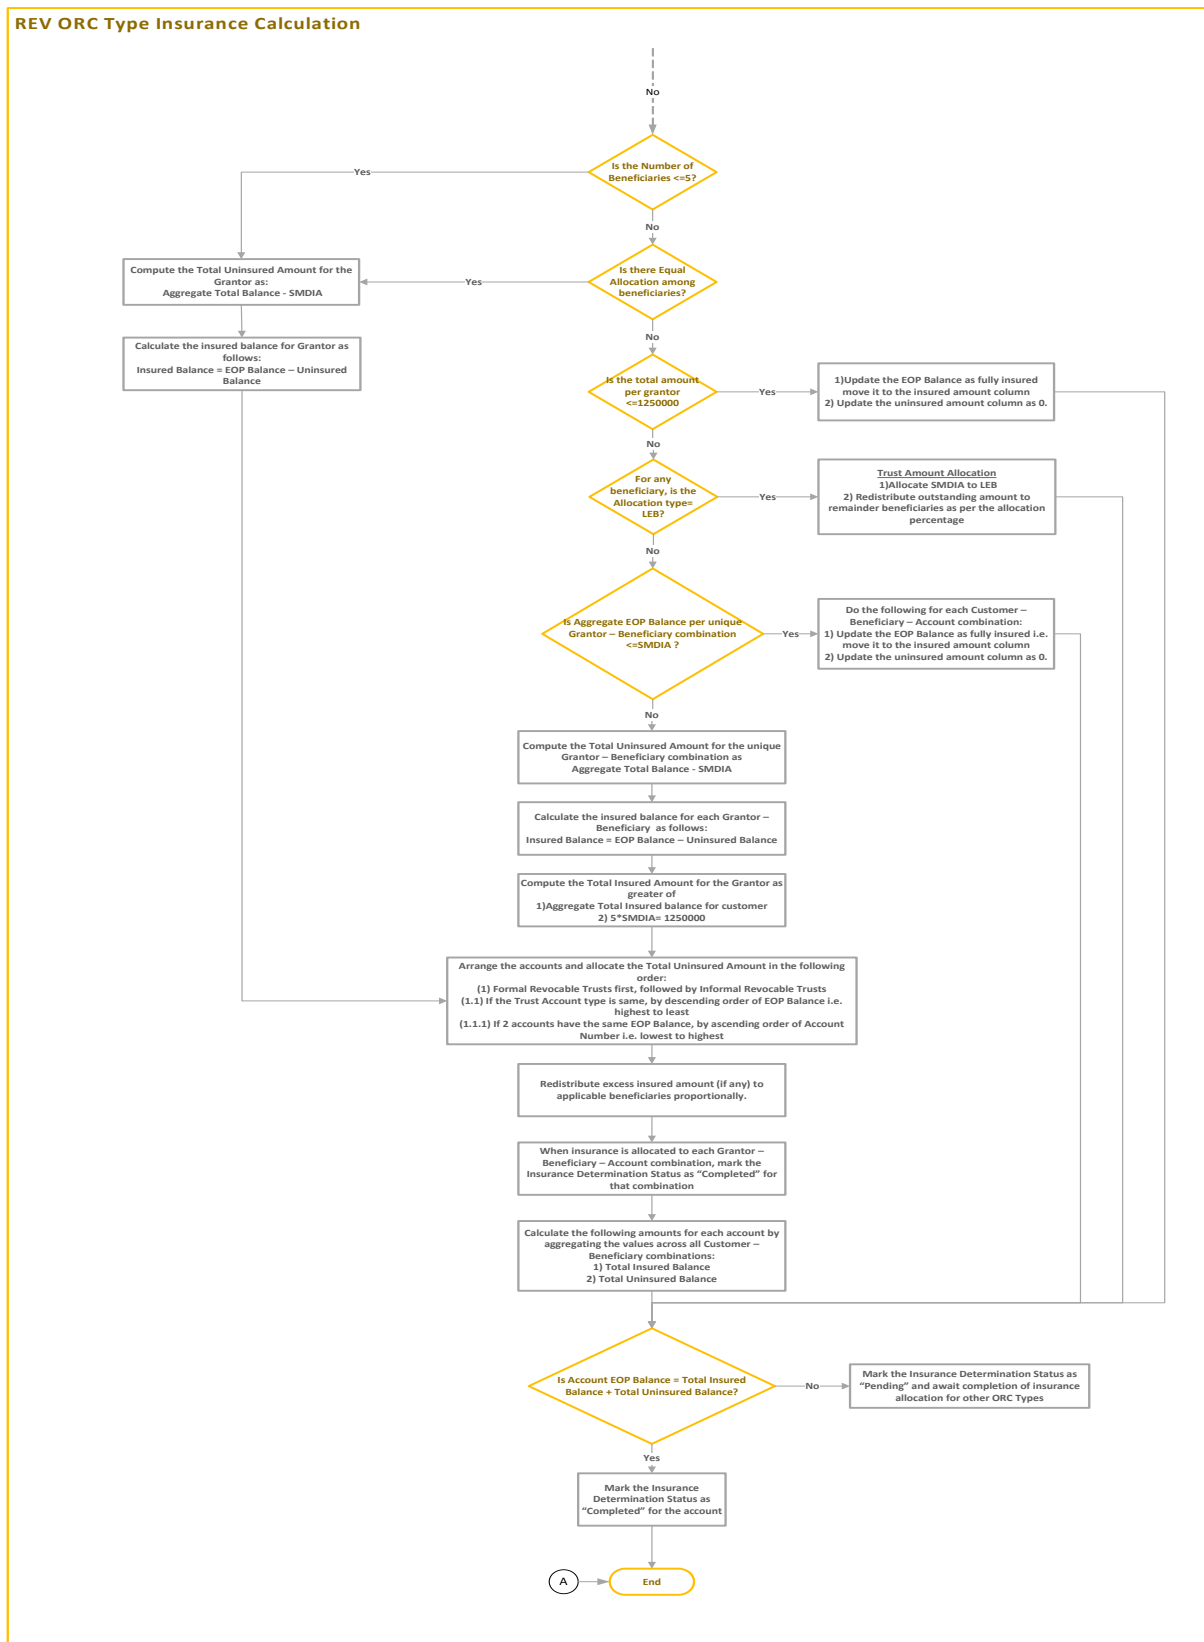 REV ORC Type Insurance Calculation
No
Is the Number of
Beneficiaries <=5?
Yes
No
Compute the Total Uninsured Amount for the
Grantor as:
Aggregate Total Balance - SMDIA
Yes
Is there Equal
Allocation among
beneficiaries?
No
Calculate the insured balance for Grantor as
follows:
Insured Balance = EOP Balance – Uninsured
Balance
Is the total amount
per grantor
<=1250000
Yes
1)Update the EOP Balance as fully insured
move it to the insured amount column
2) Update the uninsured amount column as 0.
No
For any
beneficiary, is the
Allocation type=
LEB?
Yes
Trust Amount Allocation
1)Allocate SMDIA to LEB
2) Redistribute outstanding amount to
remainder beneficiaries as per the allocation
percentage
No
Is Aggregate EOP Balance per unique
Grantor – Beneficiary combination
<=SMDIA ?
Yes
Do the following for each Customer –
Beneficiary – Account combination:
1) Update the EOP Balance as fully insured i.e.
move it to the insured amount column
2) Update the uninsured amount column as 0.
No
Compute the Total Uninsured Amount for the unique
Grantor – Beneficiary combination as
Aggregate Total Balance - SMDIA
Calculate the insured balance for each Grantor –
Beneficiary as follows:
Insured Balance = EOP Balance – Uninsured Balance
Compute the Total Insured Amount for the Grantor as
greater of
1)Aggregate Total Insured balance for customer
2) 5*SMDIA= 1250000
Arrange the accounts and allocate the Total Uninsured Amount in the following
order:
(1) Formal Revocable Trusts first, followed by Informal Revocable Trusts
(1.1) If the Trust Account type is same, by descending order of EOP Balance i.e.
highest to least
(1.1.1) If 2 accounts have the same EOP Balance, by ascending order of Account
Number i.e. lowest to highest
Redistribute excess insured amount (if any) to
applicable beneficiaries proportionally.
When insurance is allocated to each Grantor –
Beneficiary – Account combination, mark the
Insurance Determination Status as “Completed” for
that combination
Calculate the following amounts for each account by
aggregating the values across all Customer –
Beneficiary combinations:
1) Total Insured Balance
2) Total Uninsured Balance
Is Account EOP Balance = Total Insured
Balance + Total Uninsured Balance?
No
Mark the Insurance Determination Status as
“Pending” and await completion of insurance
allocation for other ORC Types
Yes
Mark the Insurance
Determination Status as
“Completed” for the account
A
End